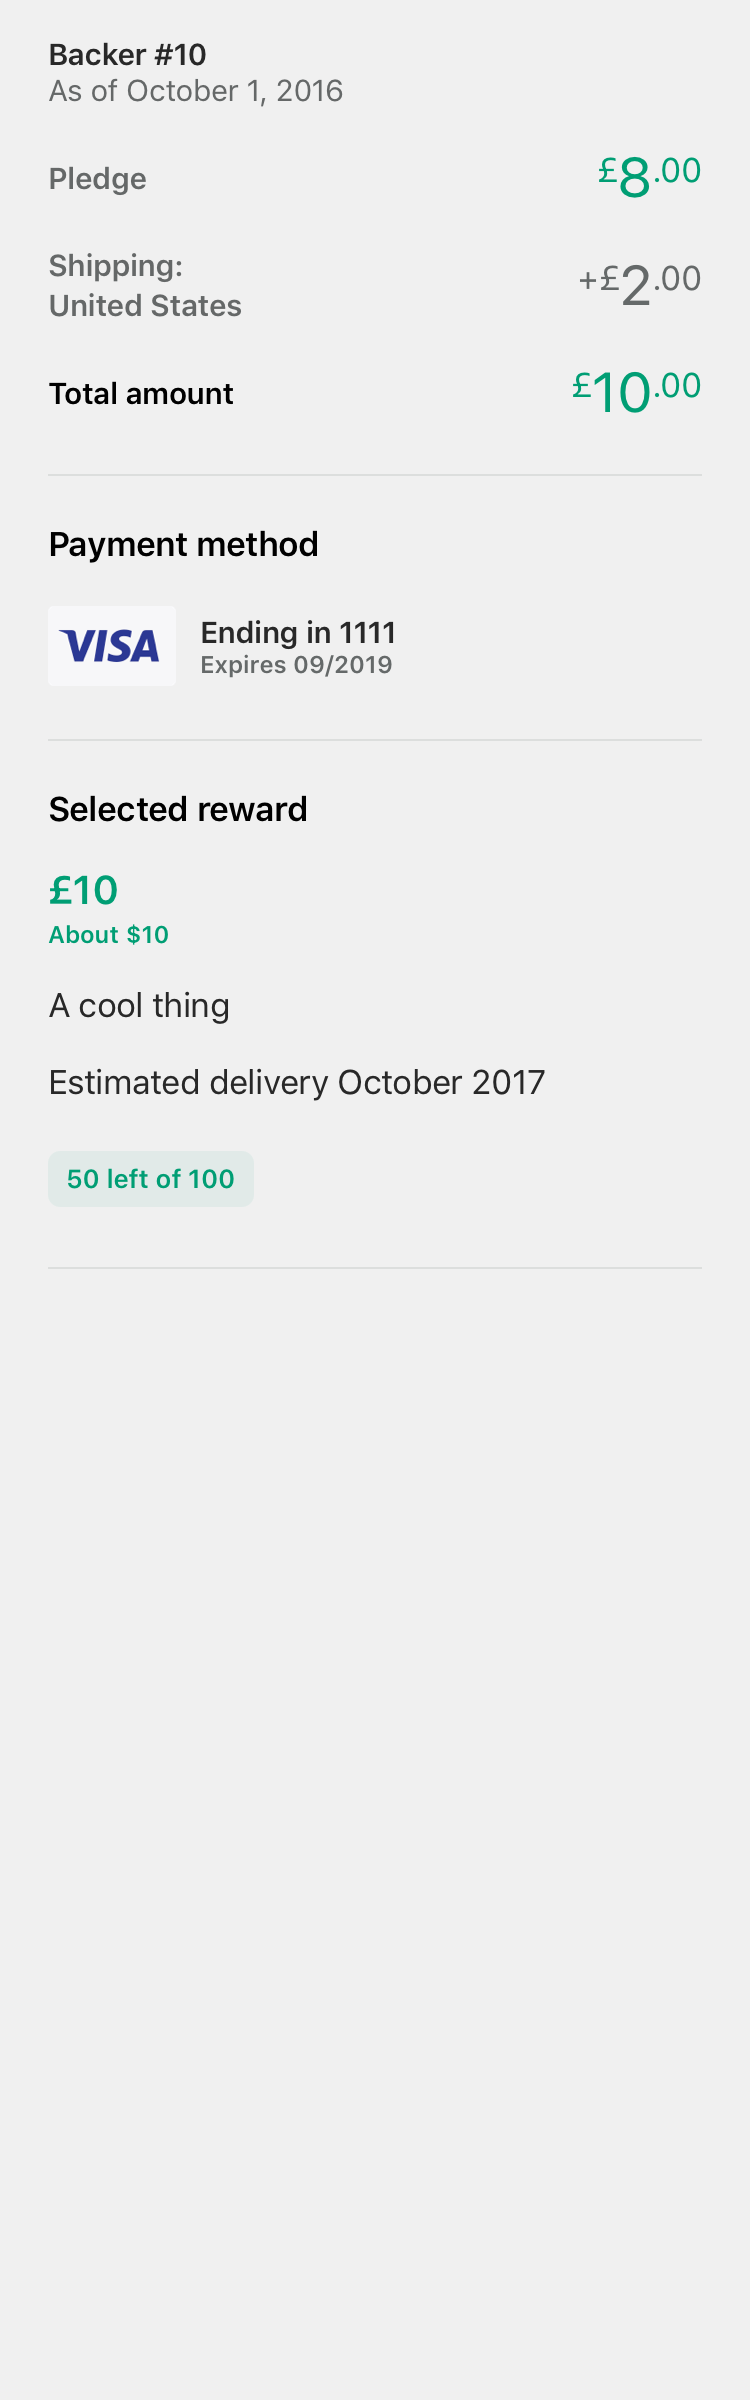 Backer #10
As of October 1, 2016
Pledge £8.00
Shipping:
United States +£2.00
Total amount £10.00
Payment method
VISA
Ending in 1111
Expires 09/2019
Selected reward
£10
About $10
A cool thing
Estimated delivery October 2017
50 left of 100